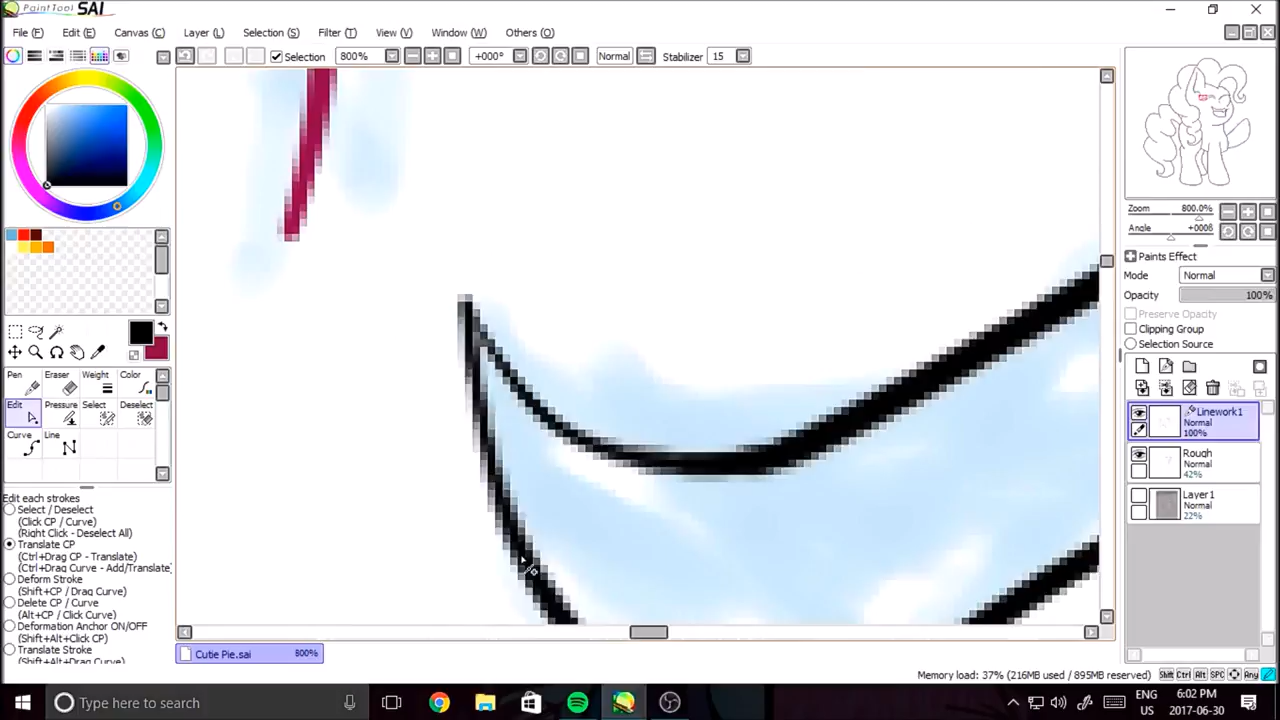 PaintTool SAI
File (F) Edit (E) Canvas (C) Layer (L) Selection (S) Filter (T) View (V) Window (W) Others (O)
Selection 800% +000° Normal Stabilizer 15
Zoom 800.0%
Angle +000ß
Paints Effect
Mode Normal
Opacity 100%
Preserve Opacity
Clipping Group
Selection Source
Pen Eraser Weight Color
Edit Pressure Select Deselect
Curve Line
Linework1
Normal
100%
Rough
Normal
42%
Layer1
Normal
22%
Edit each strokes
Select / Deselect
(Click CP / Curve)
(Right Click - Deselect All)
Translate CP
(Ctrl+Drag CP - Translate)
(Ctrl+Drag Curve - Add/Translate
Deform Stroke
(Shift+CP / Drag Curve)
Delete CP / Curve
(Alt+CP / Click Curve)
Deformation Anchor ON/OFF
(Shift+Alt+Click CP)
Translate Stroke
(Shift+Alt+Drag Curve)
Cutie Pie.sai 800%
Memory load: 37% (216MB used / 895MB reserved) Shift Ctrl Alt SPC Any
Type here to search
ENG
US
6:02 PM
2017-06-30